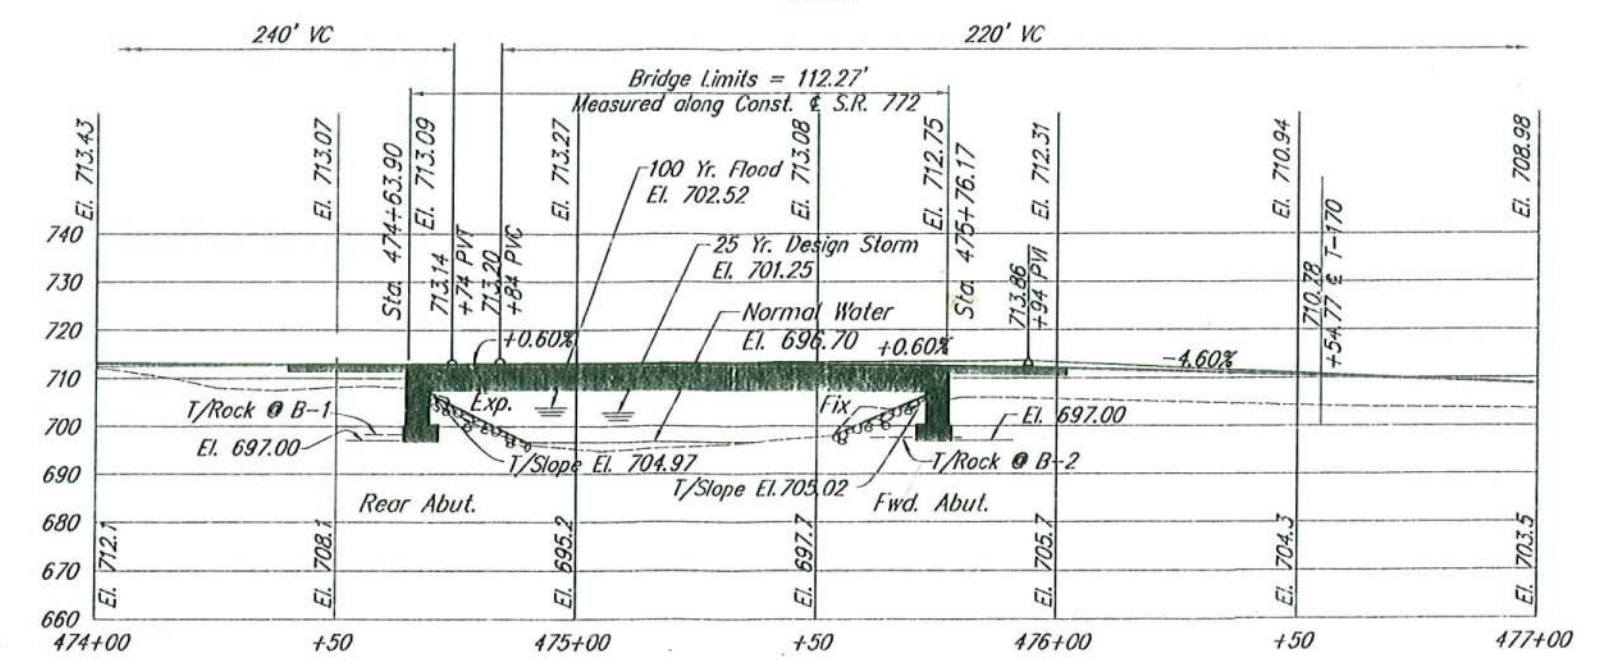 240' VC
220' VC
Bridge Limits = 112.27'
Measured along Const. ℄ S.R. 772
El. 713.43
El. 713.07
Sta. 474+63.90
El. 713.09
713.14
+74 PVT
713.20
+84 PVC
El. 713.27
El. 713.08
El. 712.75
Sta. 475+76.17
713.86
+94 PVI
El. 712.31
El. 710.94
710.78
+54.77 ℄ T-170
El. 708.98
100 Yr. Flood
El. 702.52
25 Yr. Design Storm
El. 701.25
Normal Water
El. 696.70
740
730
720
710
700
690
680
670
660
+0.60%
+0.60%
-4.60%
T/Rock @ B-1
El. 697.00
Exp.
Fix
El. 697.00
T/Slope El. 704.97
T/Rock @ B-2
T/Slope El. 705.02
Rear Abut.
Fwd. Abut.
El. 712.1
El. 708.1
El. 695.2
El. 697.7
El. 705.7
El. 704.3
El. 703.5
474+00
+50
475+00
+50
476+00
+50
477+00